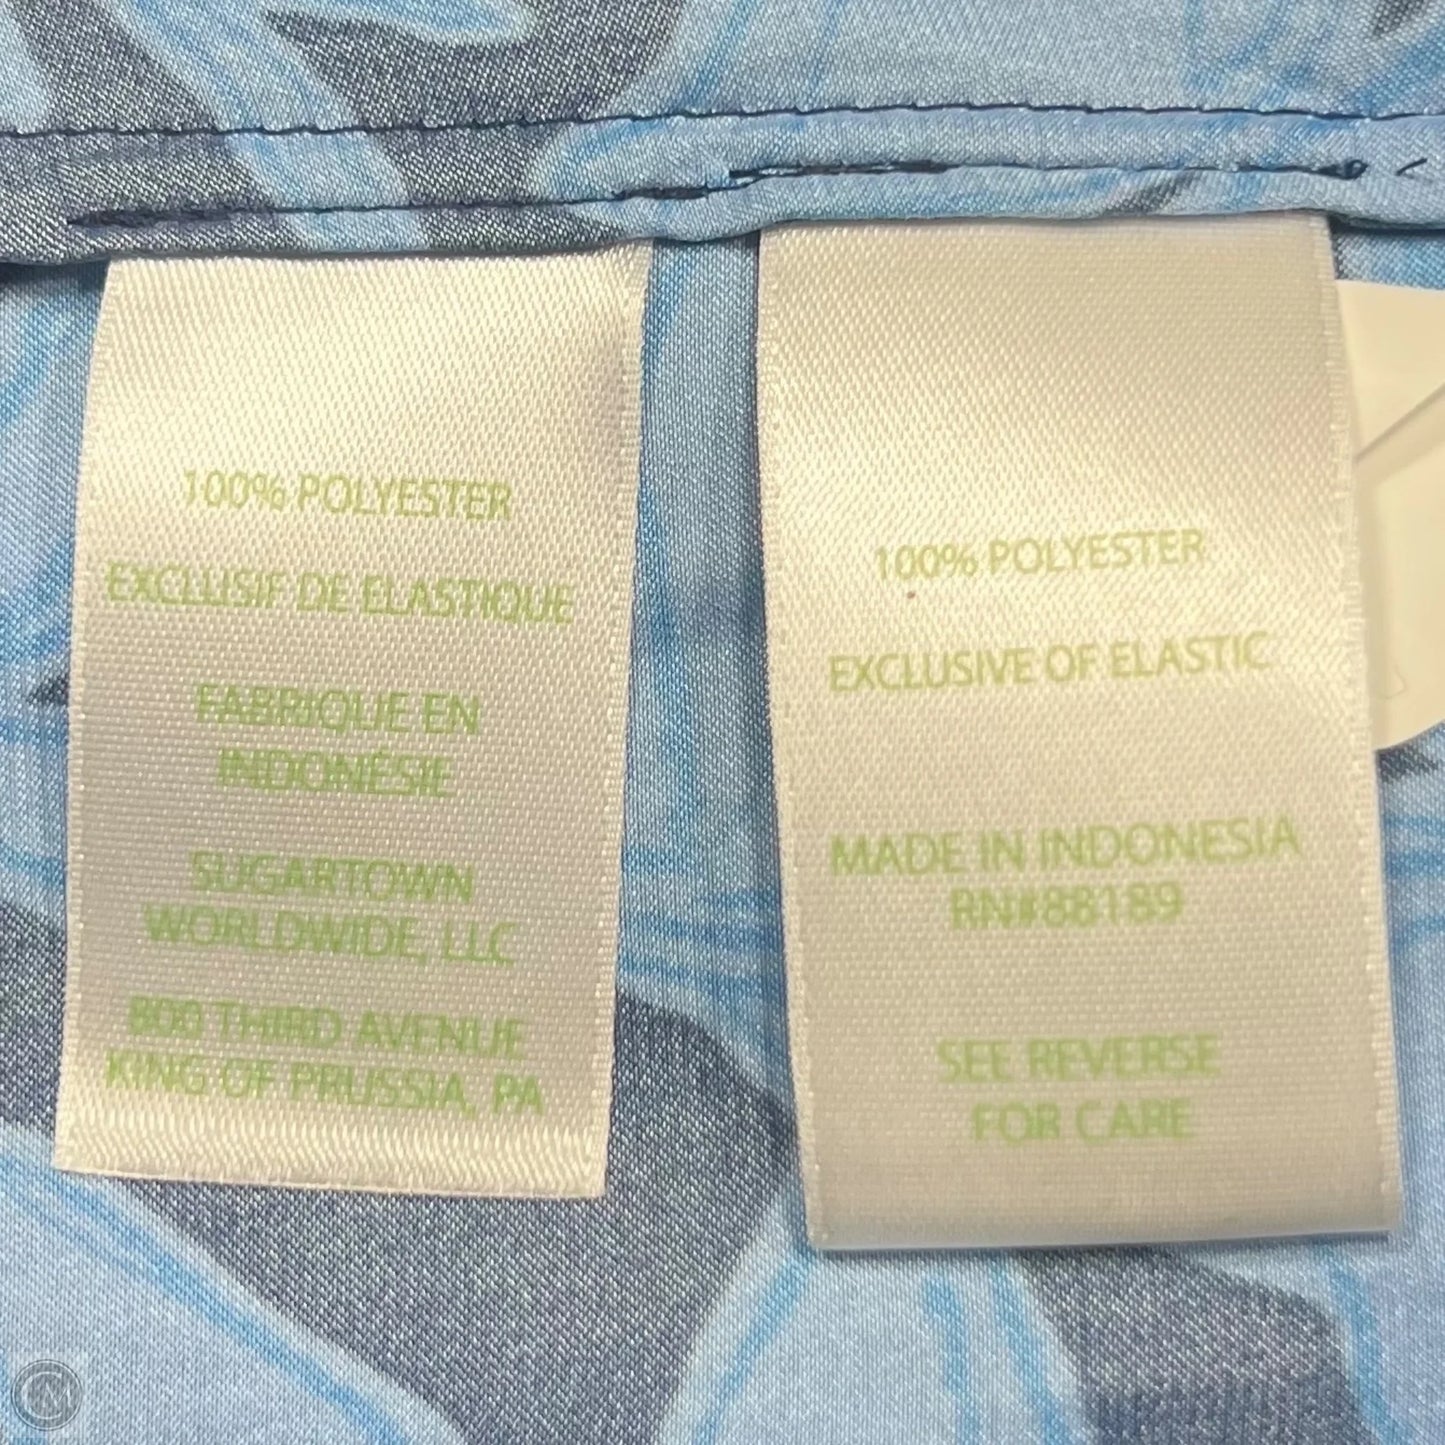 100% POLYESTER
EXCLUSIF DE ELASTIQUE
FABRIQUE EN
INDONÉSIE
SUGARTOWN
WORLDWIDE, LLC
800 THIRD AVENUE
KING OF PRUSSIA, PA
100% POLYESTER
EXCLUSIVE OF ELASTIC
MADE IN INDONESIA
RN#88189
SEE REVERSE
FOR CARE
CM